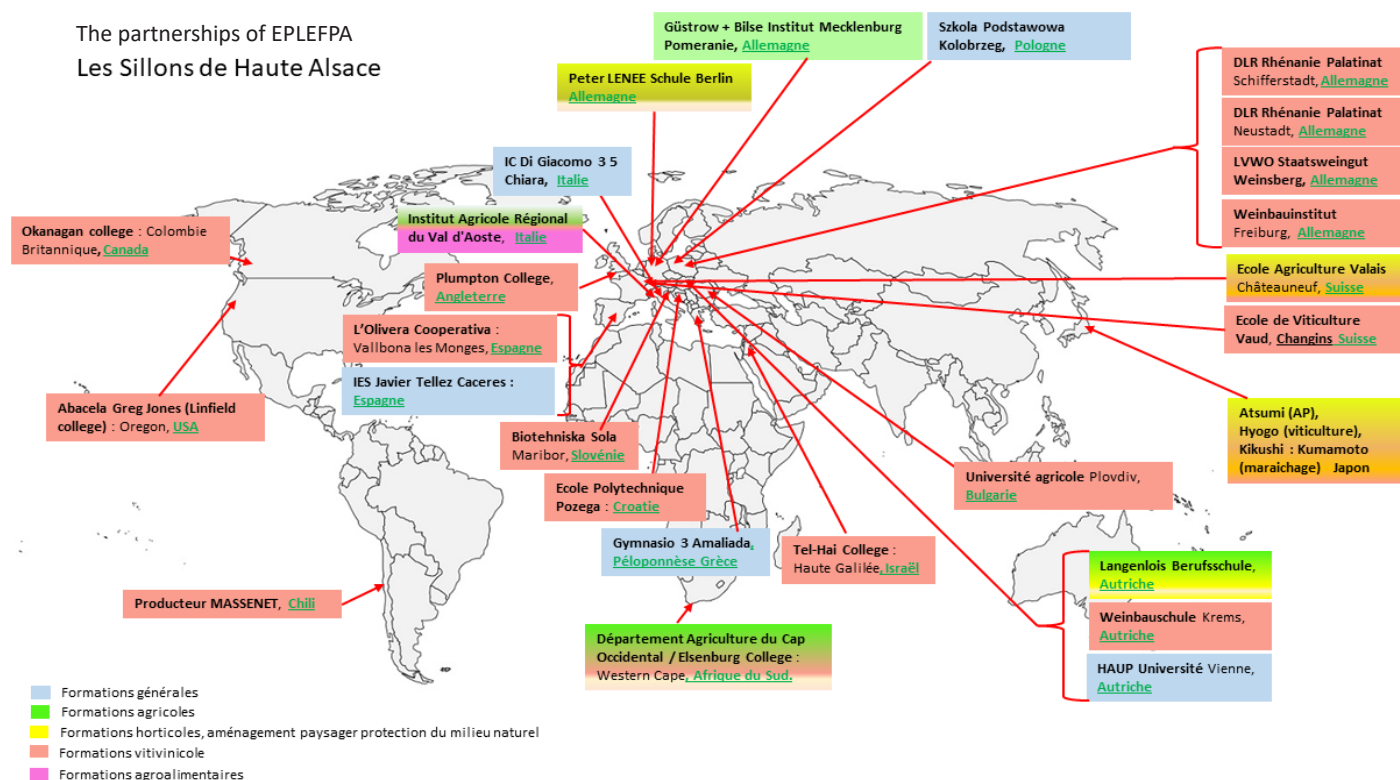 The partnerships of EPLEFPA
Les Sillons de Haute Alsace
Güstrow + Bilse Institut Mecklenburg
Pomeranie, Allemagne
Szkola Podstawowa
Kolobrzeg, Pologne
Peter LENEE Schule Berlin
Allemagne
DLR Rhénanie Palatinat
Schifferstadt, Allemagne
DLR Rhénanie Palatinat
Neustadt, Allemagne
LVWO Staatsweingut
Weinsberg, Allemagne
Weinbauinstitut
Freiburg, Allemagne
IC Di Giacomo 3 5
Chiara, Italie
Institut Agricole Régional
du Val d'Aoste, Italie
Okanagan college : Colombie
Britannique, Canada
Plumpton College,
Angleterre
Ecole Agriculture Valais
Châteauneuf, Suisse
Ecole de Viticulture
Vaud, Changins Suisse
L'Olivera Cooperativa :
Vallbona les Monges, Espagne
IES Javier Tellez Caceres :
Espagne
Abacela Greg Jones (Linfield
college) : Oregon, USA
Atsumi (AP),
Hyogo (viticulture),
Kikushi : Kumamoto
(maraichage) Japon
Biotehniska Sola
Maribor, Slovénie
Université agricole Plovdiv,
Bulgarie
Ecole Polytechnique
Pozega : Croatie
Gymnasio 3 Amaliada,
Péloponnèse Grèce
Tel-Hai College :
Haute Galilée, Israël
Langenlois Berufsschule,
Autriche
Weinbauschule Krems,
Autriche
HAUP Université Vienne,
Autriche
Producteur MASSENET, Chili
Département Agriculture du Cap
Occidental / Elsenburg College :
Western Cape, Afrique du Sud.
Formations générales
Formations agricoles
Formations horticoles, aménagement paysager protection du milieu naturel
Formations vitivinicole
Formations agroalimentaires